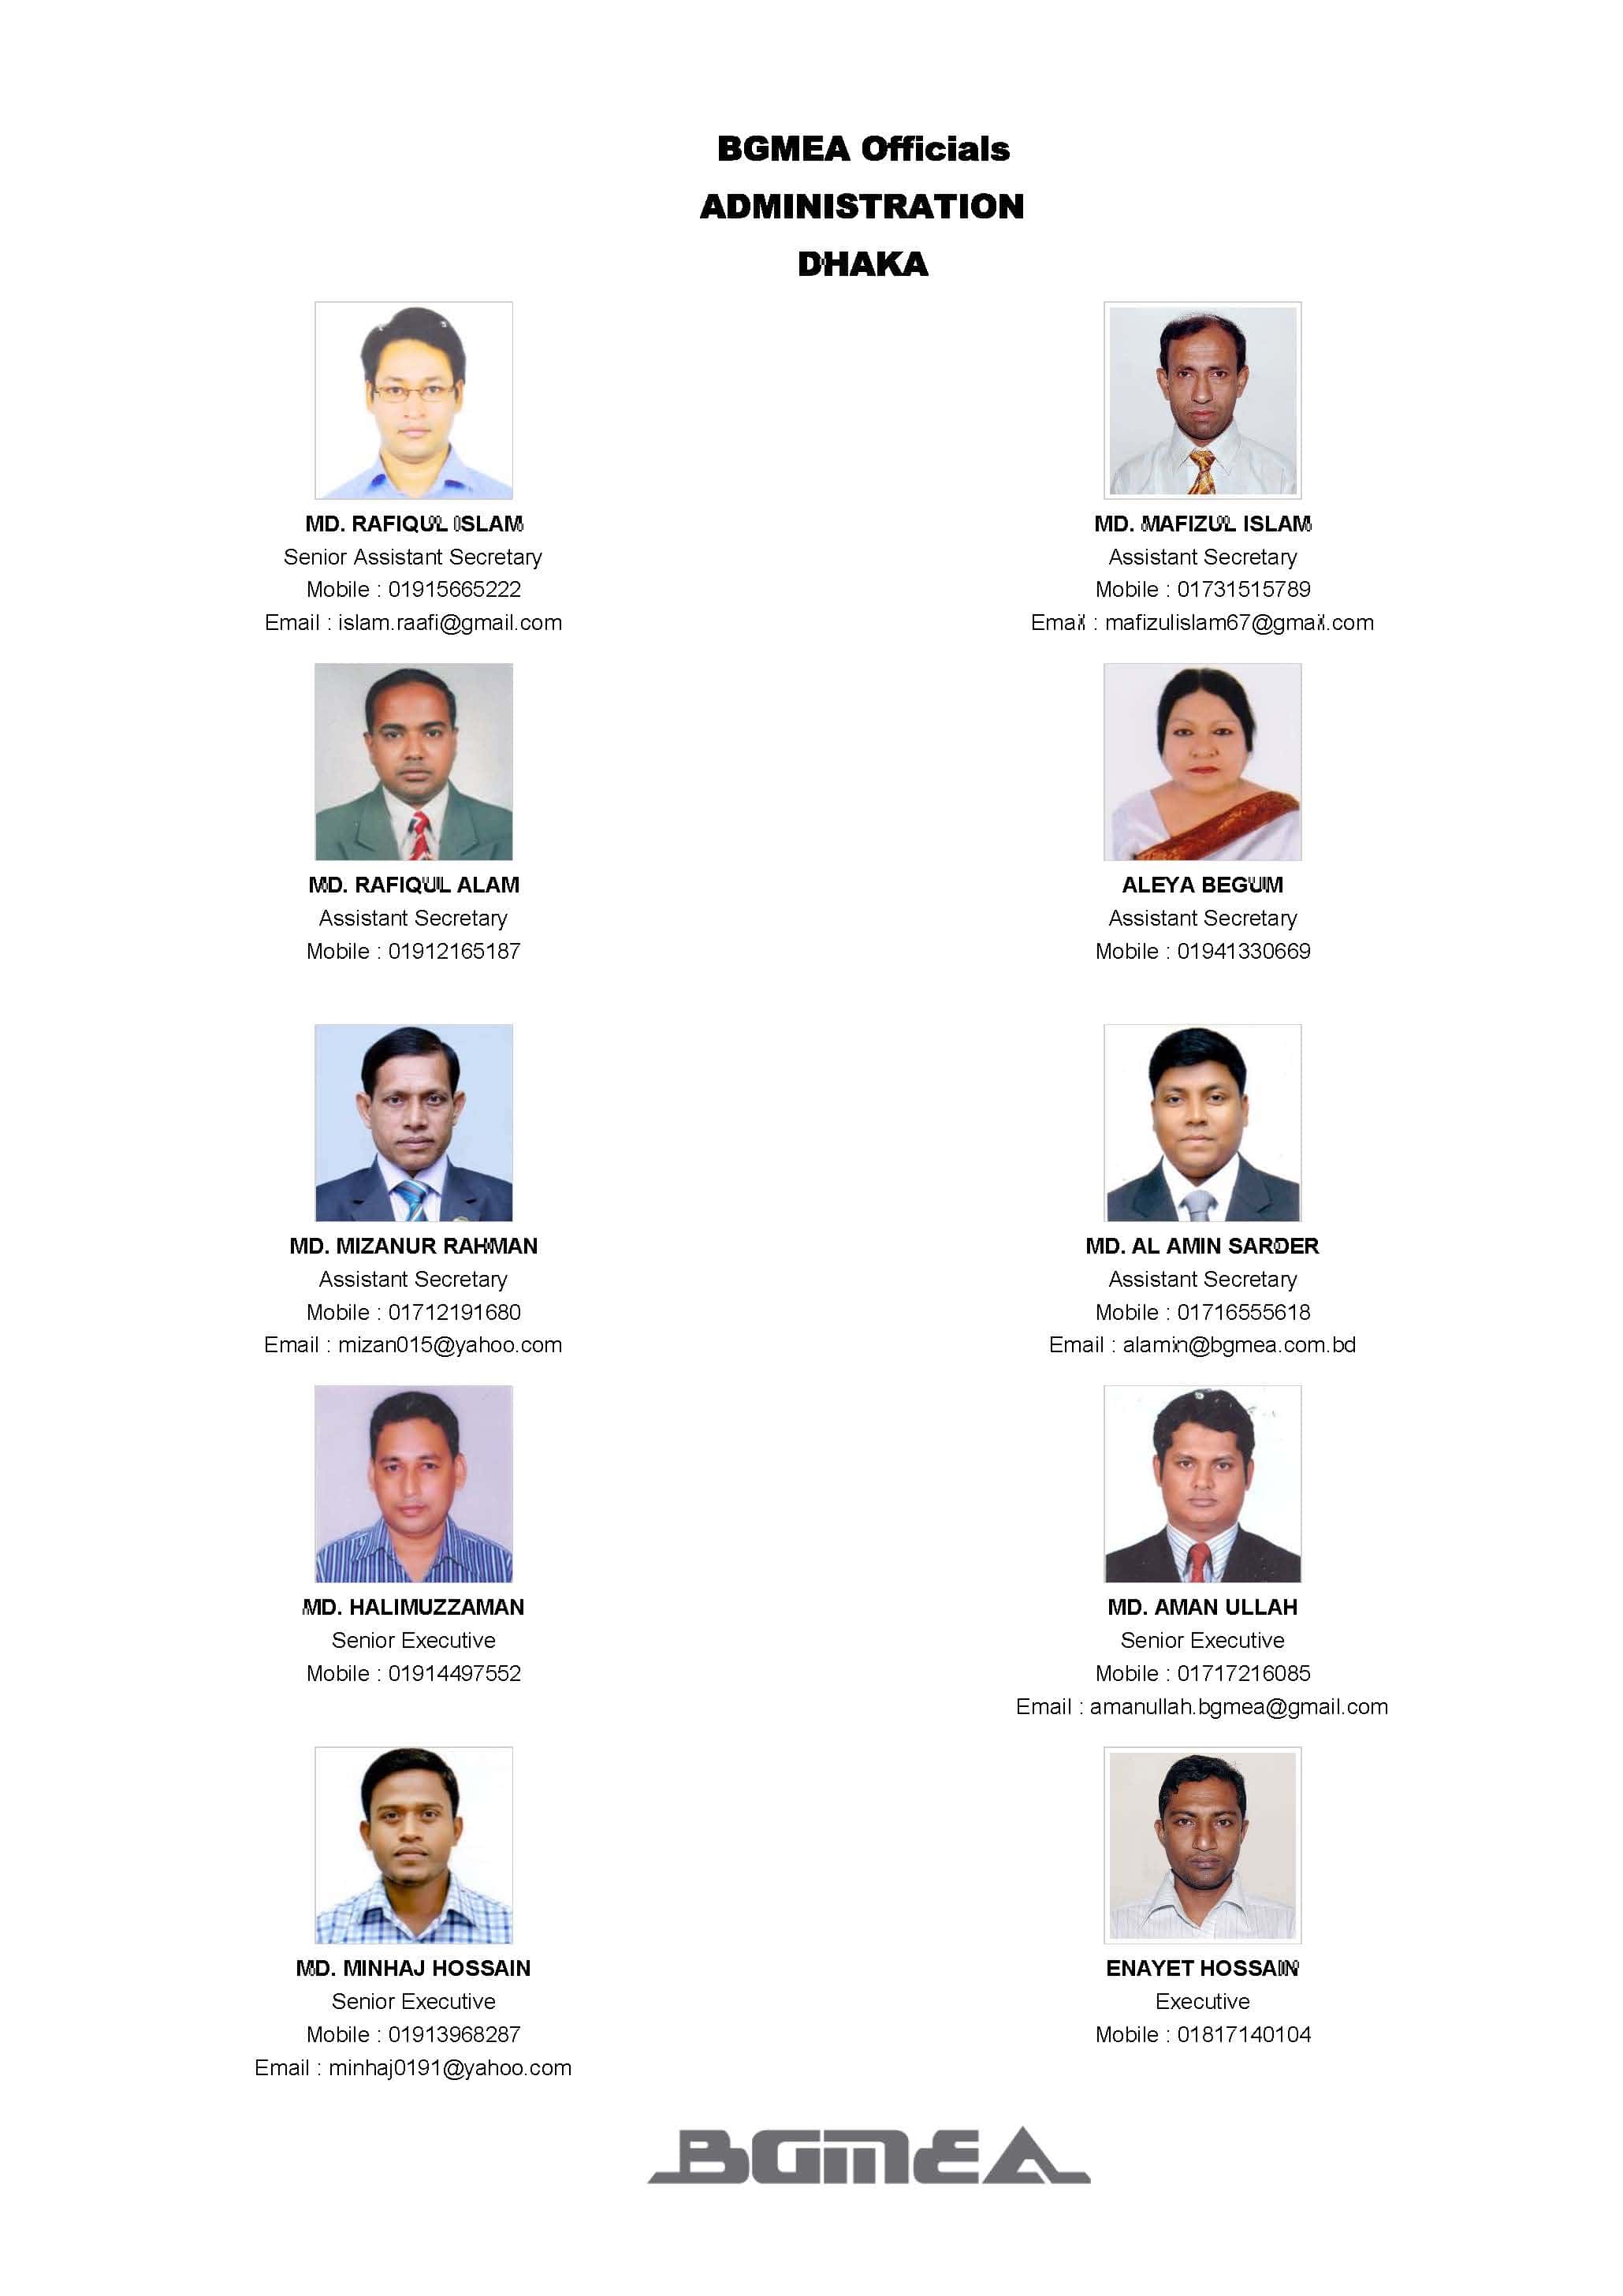 BGMEA Officials
ADMINISTRATION
DHAKA
MD. RAFIQUL ISLAM
Senior Assistant Secretary
Mobile : 01915665222
Email : islam.raafi@gmail.com
MD. MAFIZUL ISLAM
Assistant Secretary
Mobile : 01731515789
Email : mafizulislam67@gmail.com
MD. RAFIQUL ALAM
Assistant Secretary
Mobile : 01912165187
ALEYA BEGUM
Assistant Secretary
Mobile : 01941330669
MD. MIZANUR RAHMAN
Assistant Secretary
Mobile : 01712191680
Email : mizan015@yahoo.com
MD. AL AMIN SARDER
Assistant Secretary
Mobile : 01716555618
Email : alamin@bgmea.com.bd
MD. HALIMUZZAMAN
Senior Executive
Mobile : 01914497552
MD. AMAN ULLAH
Senior Executive
Mobile : 01717216085
Email : amanullah.bgmea@gmail.com
MD. MINHAJ HOSSAIN
Senior Executive
Mobile : 01913968287
Email : minhaj0191@yahoo.com
ENAYET HOSSAIN
Executive
Mobile : 01817140104
BGMEA